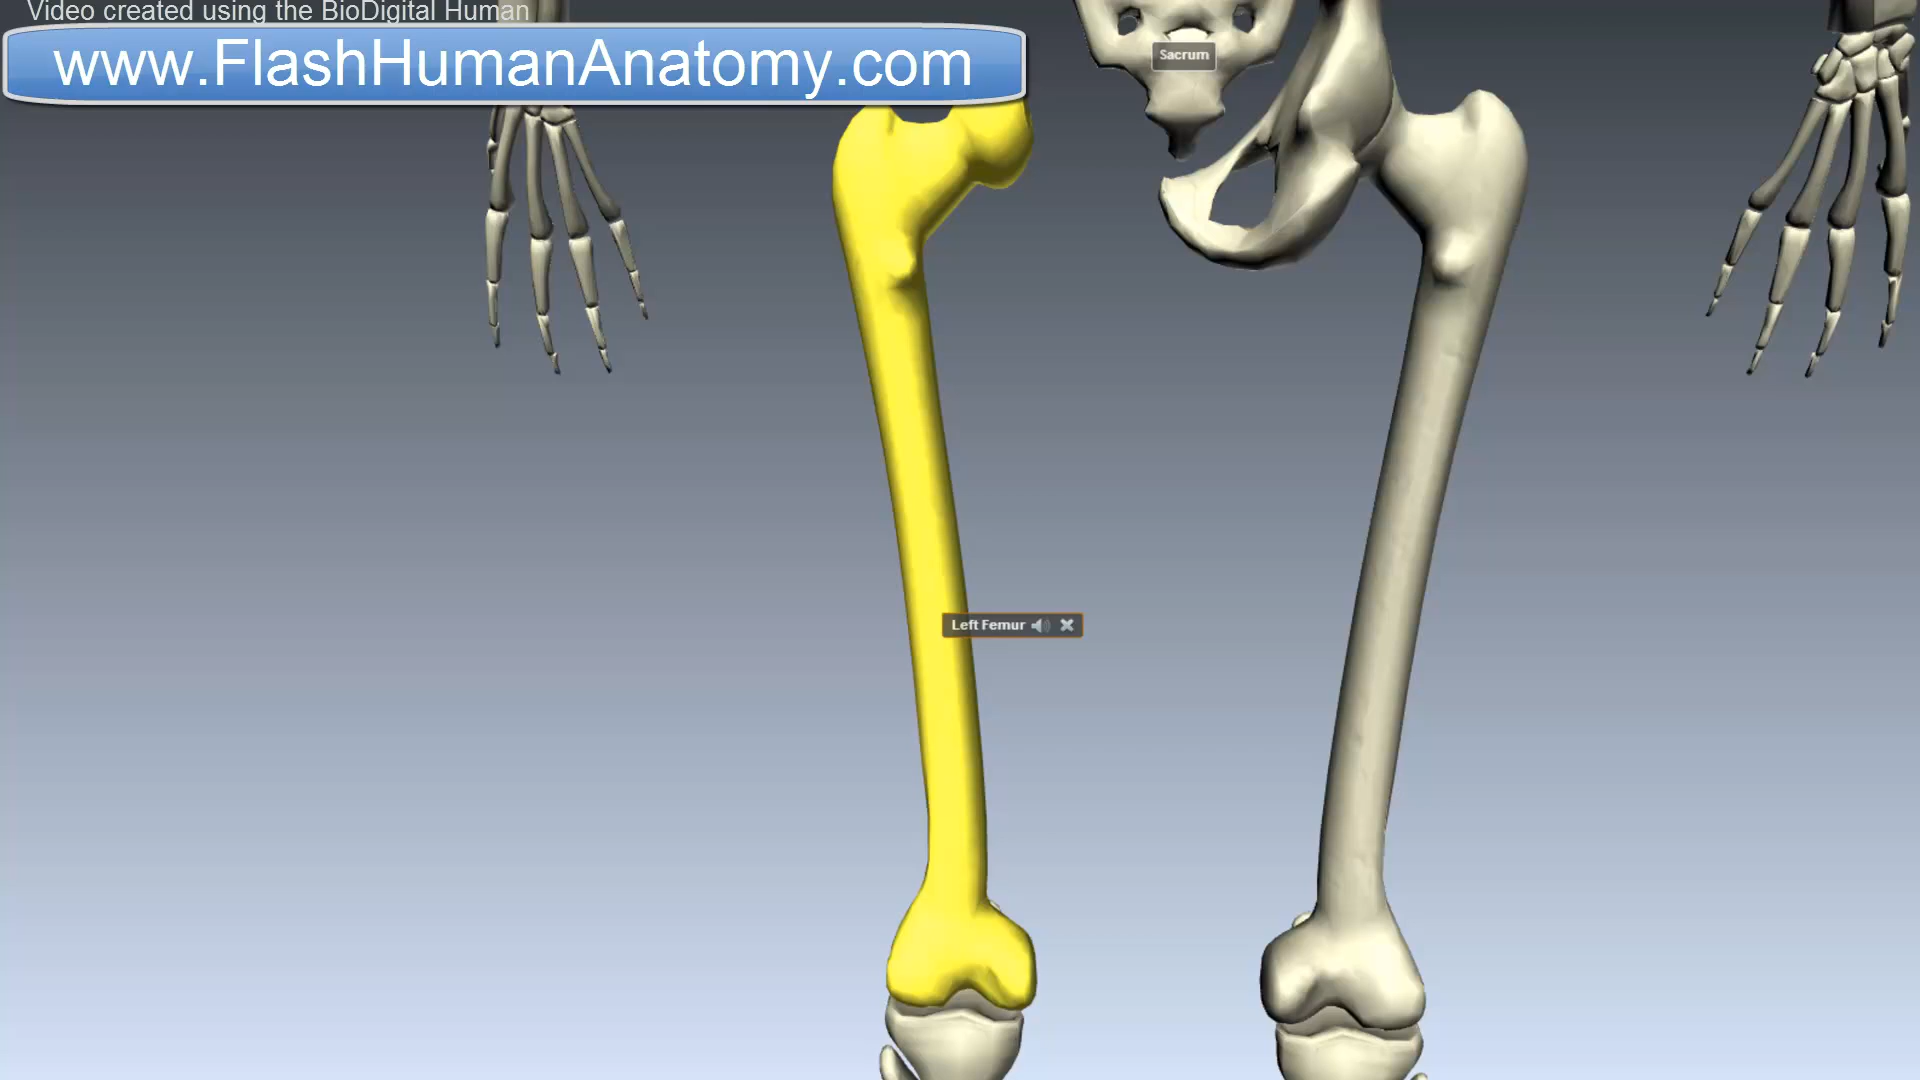 Video created using the BioDigital Human
www.FlashHumanAnatomy.com
Sacrum
Left Femur